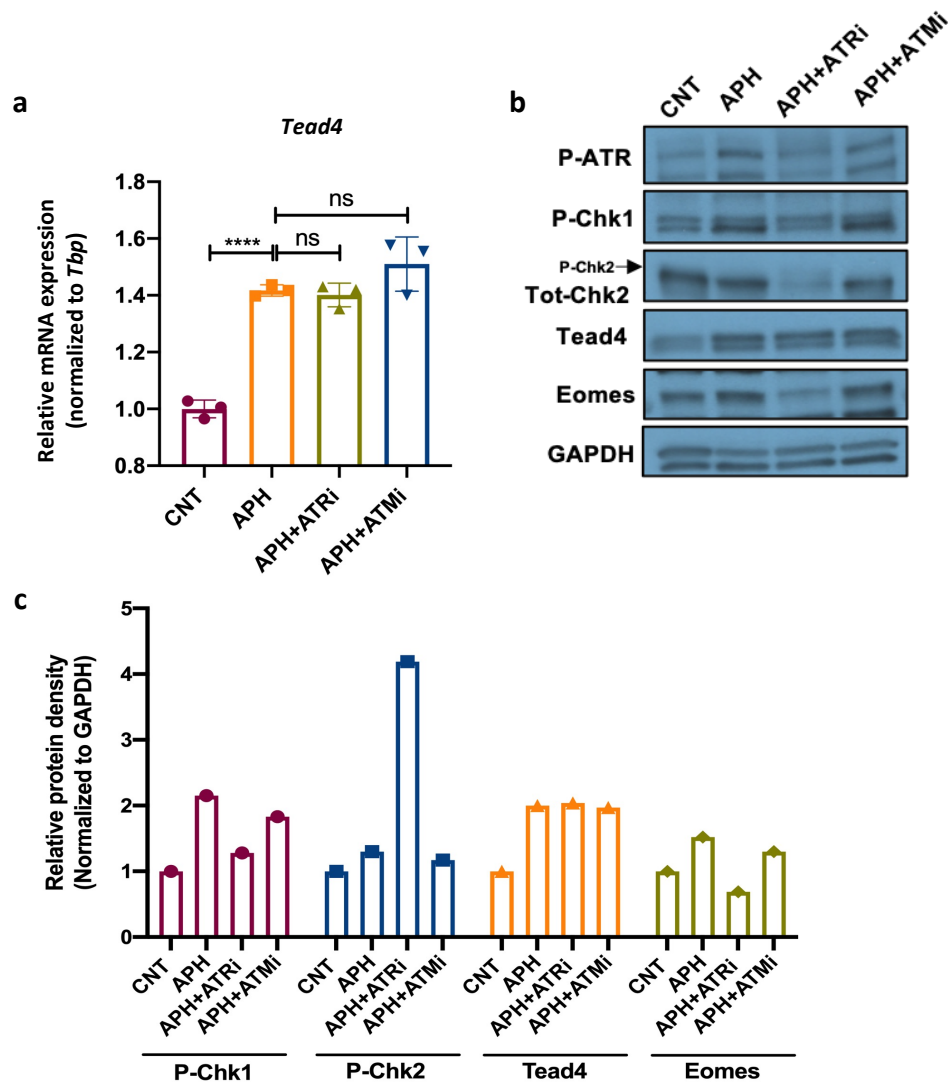 a
Tead4
Relative mRNA expression
(normalized to Tbp)
1.8
1.6
1.4
1.2
1.0
0.8
ns
****
ns
CNT
APH
APH+ATRi
APH+ATMi
b
CNT
APH
APH+ATRi
APH+ATMi
P-ATR
P-Chk1
P-Chk2
Tot-Chk2
Tead4
Eomes
GAPDH
c
Relative protein density
(Normalized to GAPDH)
5
4
3
2
1
0
CNT
APH
APH+ATRi
APH+ATMi
CNT
APH
APH+ATRi
APH+ATMi
CNT
APH
APH+ATRi
APH+ATMi
CNT
APH
APH+ATRi
APH+ATMi
P-Chk1
P-Chk2
Tead4
Eomes